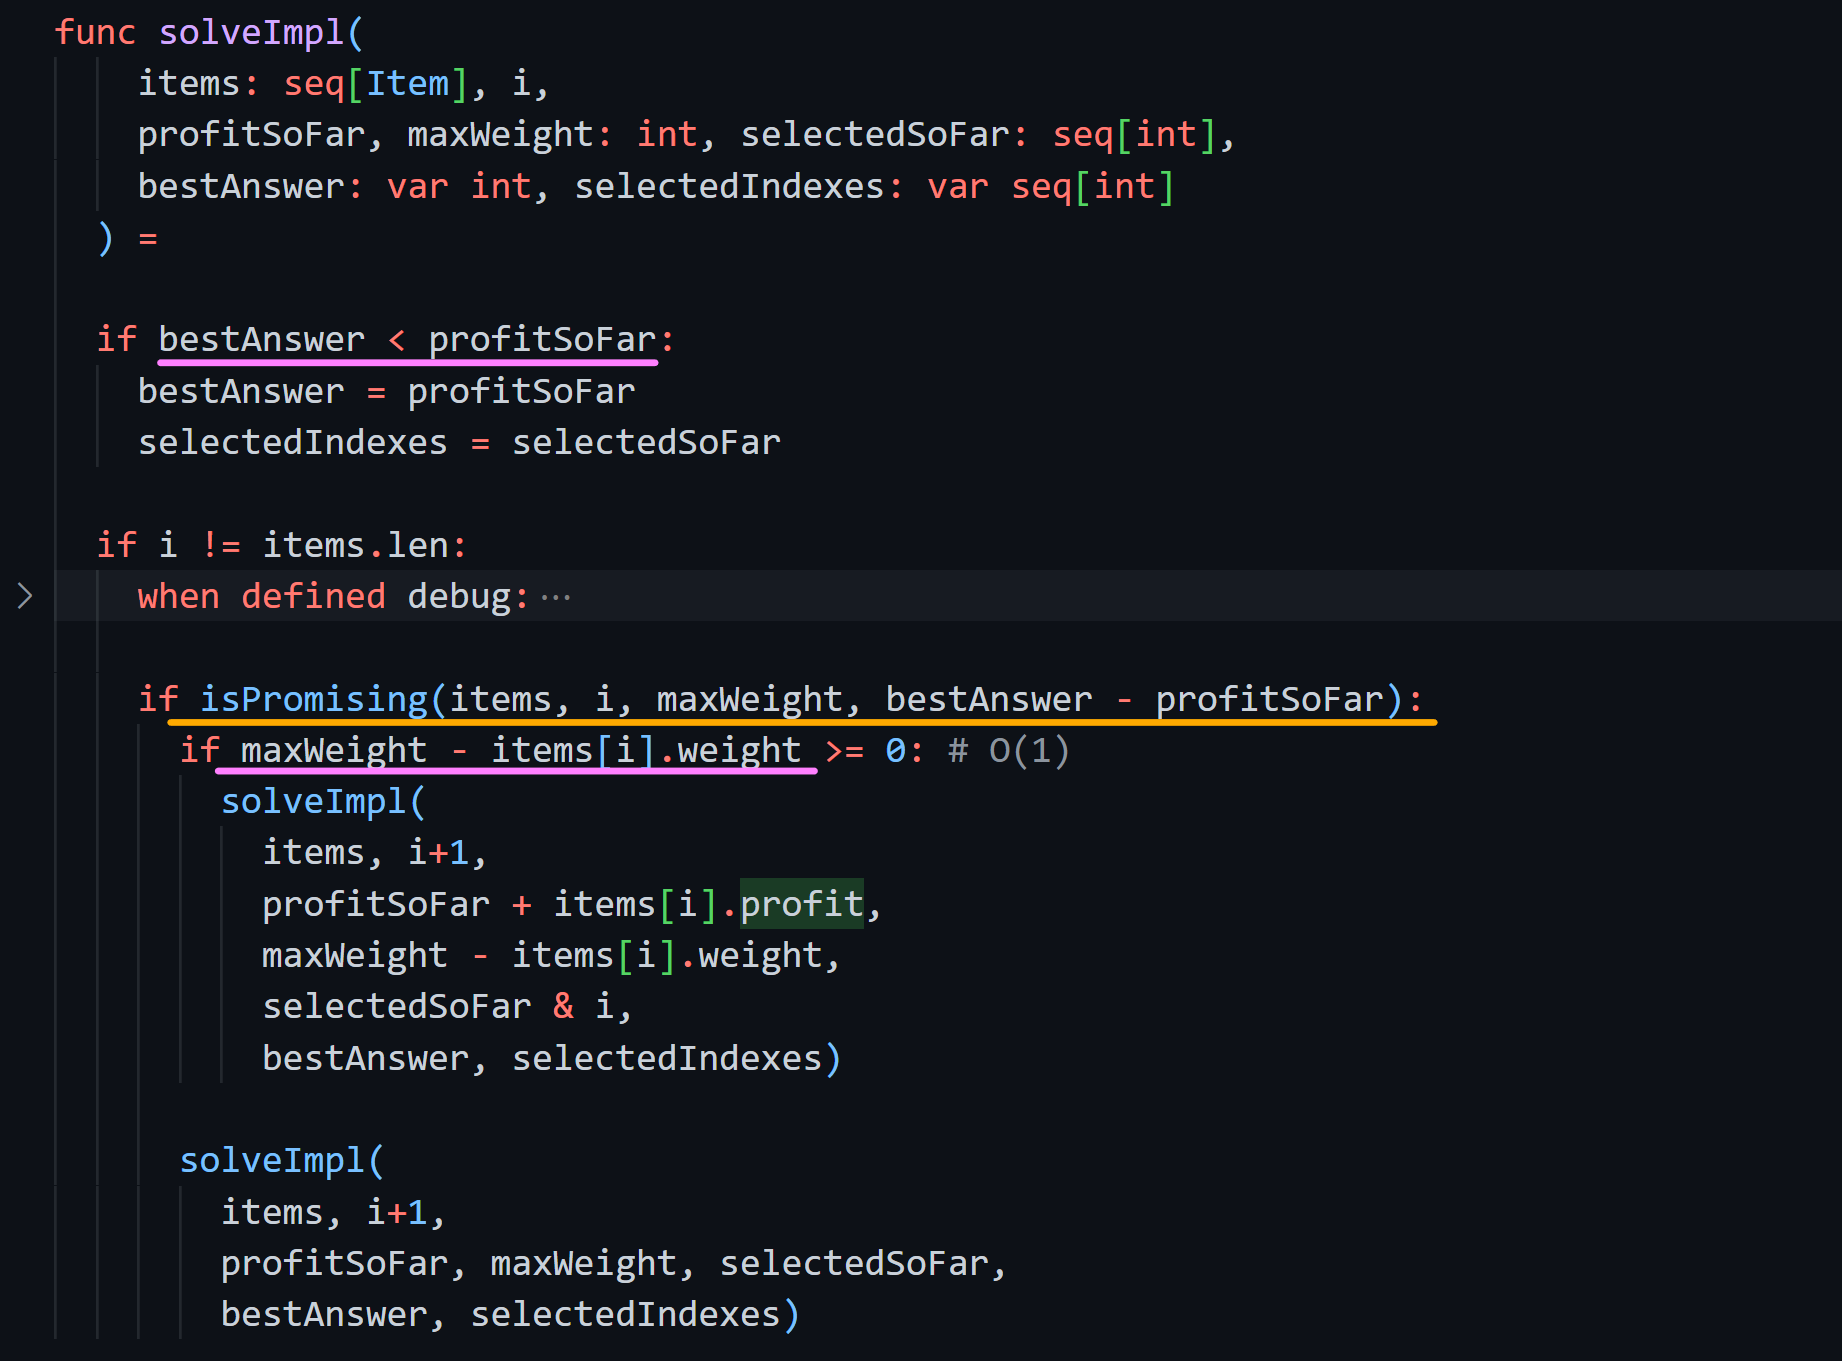 func solveImpl(
items: seq[Item], i,
profitSoFar, maxWeight: int, selectedSoFar: seq[int],
bestAnswer: var int, selectedIndexes: var seq[int]
) =
if bestAnswer < profitSoFar:
bestAnswer = profitSoFar
selectedIndexes = selectedSoFar
if i != items.len:
when defined debug: ···
if isPromising(items, i, maxWeight, bestAnswer - profitSoFar):
if maxWeight - items[i].weight >= 0: # O(1)
solveImpl(
items, i+1,
profitSoFar + items[i].profit,
maxWeight - items[i].weight,
selectedSoFar & i,
bestAnswer, selectedIndexes)
solveImpl(
items, i+1,
profitSoFar, maxWeight, selectedSoFar,
bestAnswer, selectedIndexes)